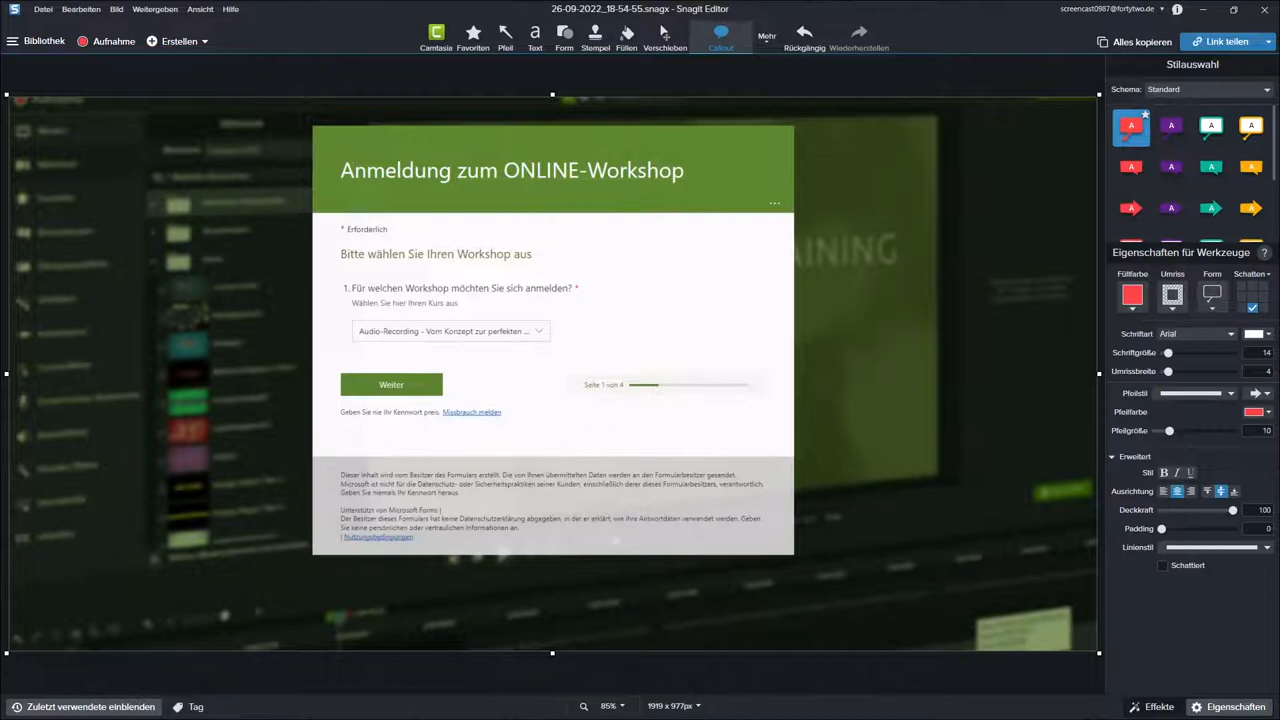 S Datei Bearbeiten Bild Weitergeben Ansicht Hilfe
26-09-2022_18-54-55.snagx - Snagit Editor
screencast0987@fortytwo.de
Bibliothek Aufnahme Erstellen
Camtasia Favoriten Pfeil Text Form Stempel Füllen Verschieben Callout Mehr Rückgängig Wiederherstellen
Alles kopieren Link teilen
Stilauswahl
Schema: Standard
A A A A
A A A A
A A A A
Eigenschaften für Werkzeuge ?
Füllfarbe Umriss Form Schatten
Schriftart Arial
Schriftgröße 14
Umrissbreite 4
Pfeilstil
Pfeilfarbe
Pfeilgröße 10
Erweitert
Stil B I U
Ausrichtung
Deckkraft 100
Padding 0
Linienstil
Schattiert
Anmeldung zum ONLINE-Workshop
...
* Erforderlich
Bitte wählen Sie Ihren Workshop aus
1. Für welchen Workshop möchten Sie sich anmelden? *
Wählen Sie hier Ihren Kurs aus
Audio-Recording - Vom Konzept zur perfekten ...
Weiter
Seite 1 von 4
Geben Sie nie Ihr Kennwort preis. Missbrauch melden
Dieser Inhalt wird vom Besitzer des Formulars erstellt. Die von Ihnen übermittelten Daten werden an den Formularbesitzer gesendet.
Microsoft ist nicht für die Datenschutz- oder Sicherheitspraktiken seiner Kunden, einschließlich derer dieses Formularbesitzers, verantwortlich.
Geben Sie niemals Ihr Kennwort heraus.
Unterstützt von Microsoft Forms |
Der Besitzer dieses Formulars hat keine Datenschutzerklärung abgegeben, in der er erklärt, wie Ihre Antwortdaten verwendet werden. Geben
Sie keine persönlichen oder vertraulichen Informationen an.
| Nutzungsbedingungen
Zuletzt verwendete einblenden Tag
85% 1919 x 977px
Effekte Eigenschaften